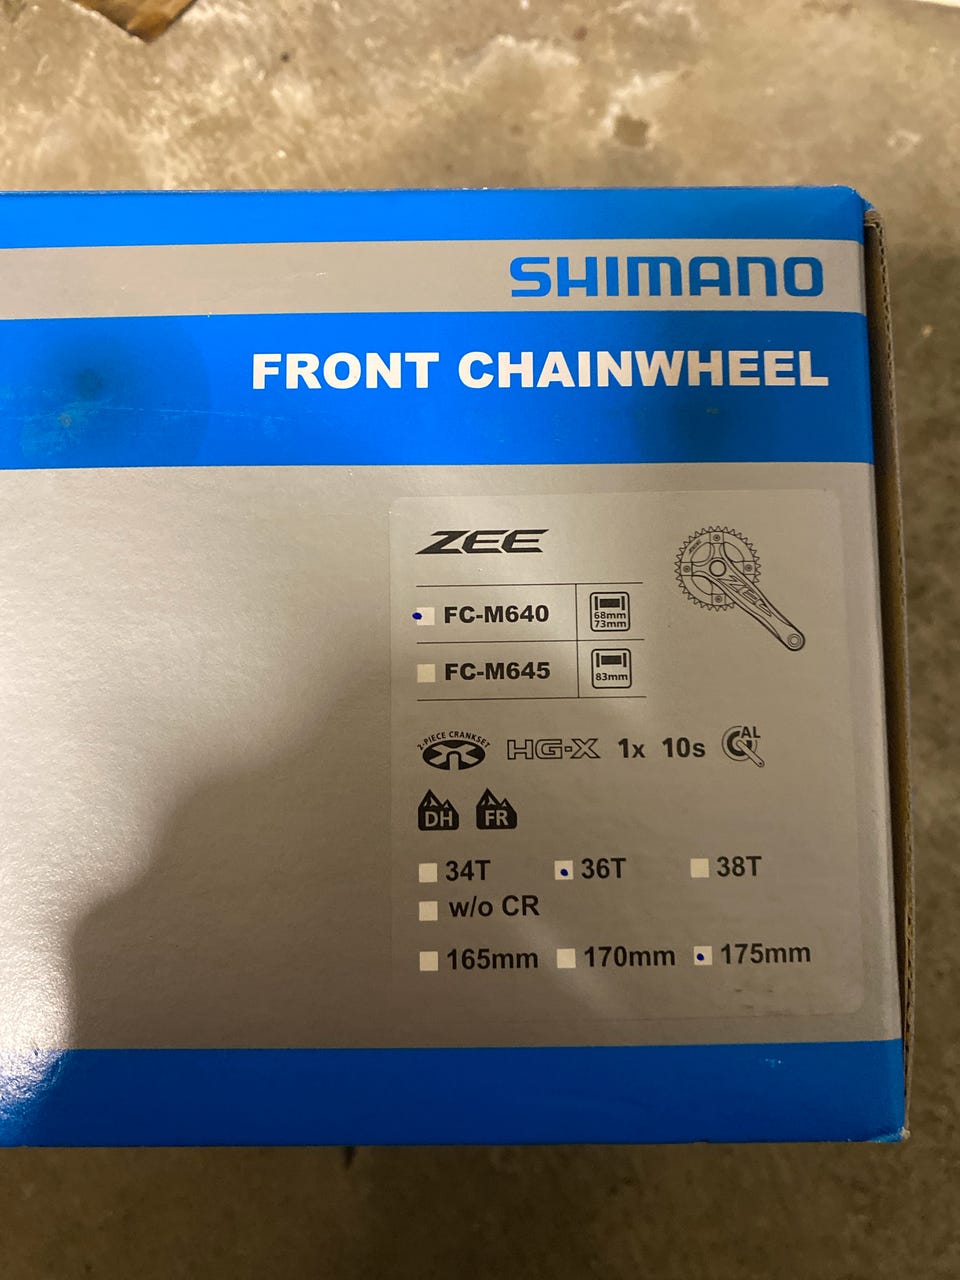 SHIMANO
FRONT CHAINWHEEL
ZEE
FC-M640 68mm 73mm
FC-M645 83mm
2-PIECE CRANKSET HG-X 1x 10s AL
DH FR
34T 36T 38T
w/o CR
165mm 170mm 175mm
ZEE